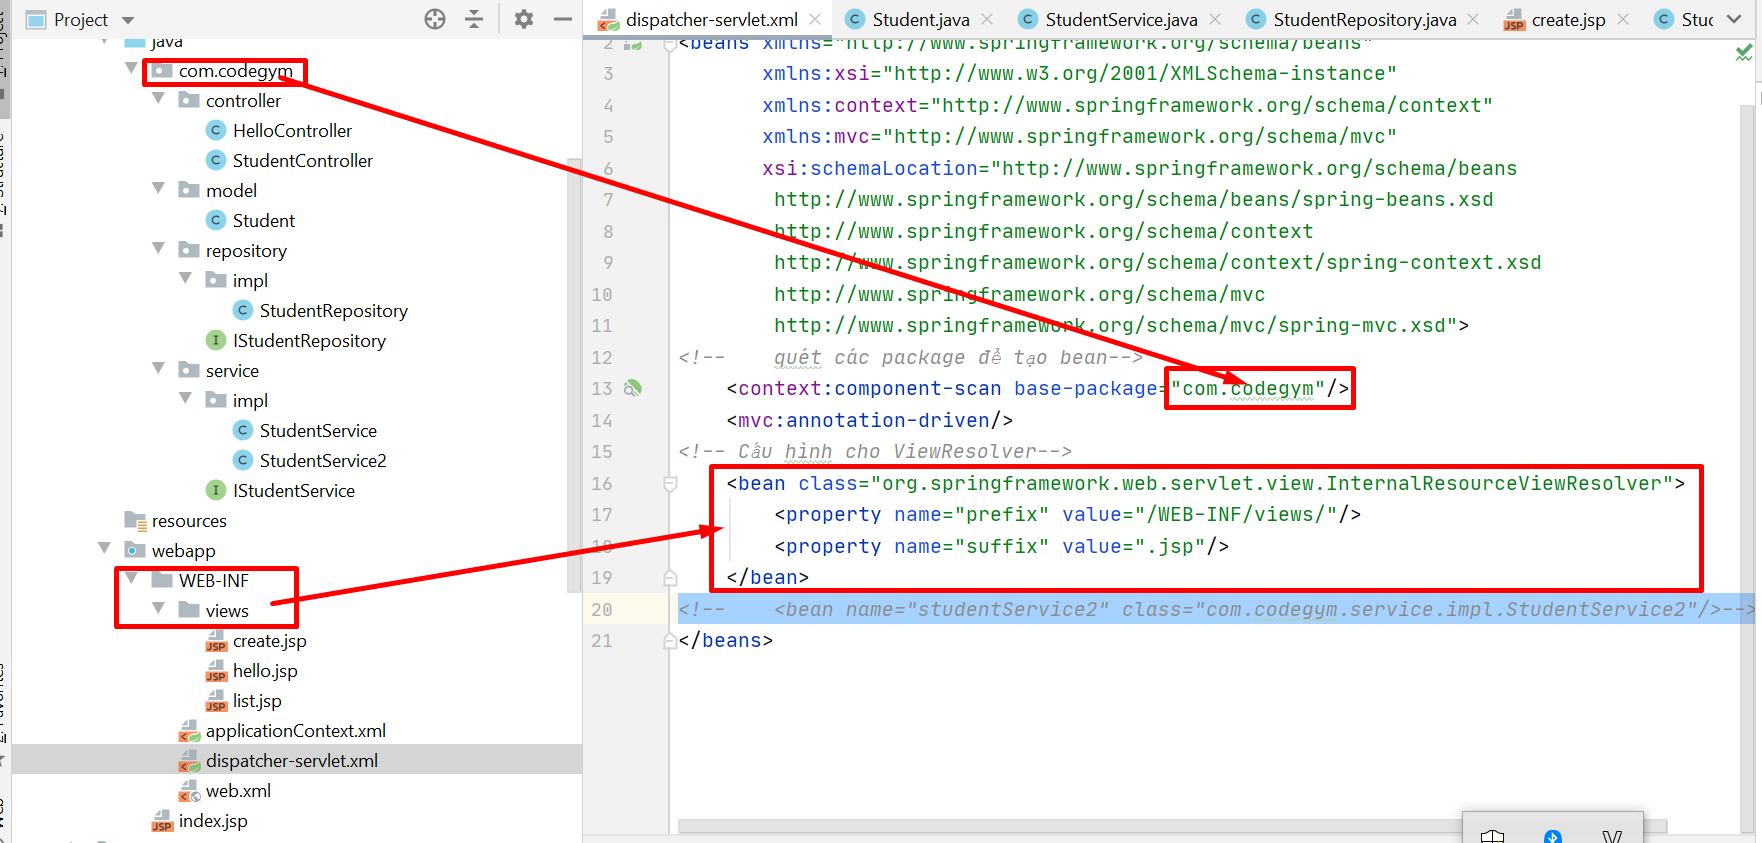 Project
dispatcher-servlet.xml
Student.java
StudentService.java
StudentRepository.java
create.jsp
java
com.codegym
controller
HelloController
StudentController
model
Student
repository
impl
StudentRepository
IStudentRepository
service
impl
StudentService
StudentService2
IStudentService
resources
webapp
WEB-INF
views
create.jsp
hello.jsp
list.jsp
applicationContext.xml
dispatcher-servlet.xml
web.xml
index.jsp
2 <beans xmlns="http://www.springframework.org/schema/beans"
3 xmlns:xsi="http://www.w3.org/2001/XMLSchema-instance"
4 xmlns:context="http://www.springframework.org/schema/context"
5 xmlns:mvc="http://www.springframework.org/schema/mvc"
6 xsi:schemaLocation="http://www.springframework.org/schema/beans
7 http://www.springframework.org/schema/beans/spring-beans.xsd
8 http://www.springframework.org/schema/context
9 http://www.springframework.org/schema/context/spring-context.xsd
10 http://www.springframework.org/schema/mvc
11 http://www.springframework.org/schema/mvc/spring-mvc.xsd">
12 <!-- quét các package để tạo bean-->
13 <context:component-scan base-package="com.codegym"/>
14 <mvc:annotation-driven/>
15 <!-- Cấu hình cho ViewResolver-->
16 <bean class="org.springframework.web.servlet.view.InternalResourceViewResolver">
17 <property name="prefix" value="/WEB-INF/views/"/>
18 <property name="suffix" value=".jsp"/>
19 </bean>
20 <!-- <bean name="studentService2" class="com.codegym.service.impl.StudentService2"/>-->
21 </beans>